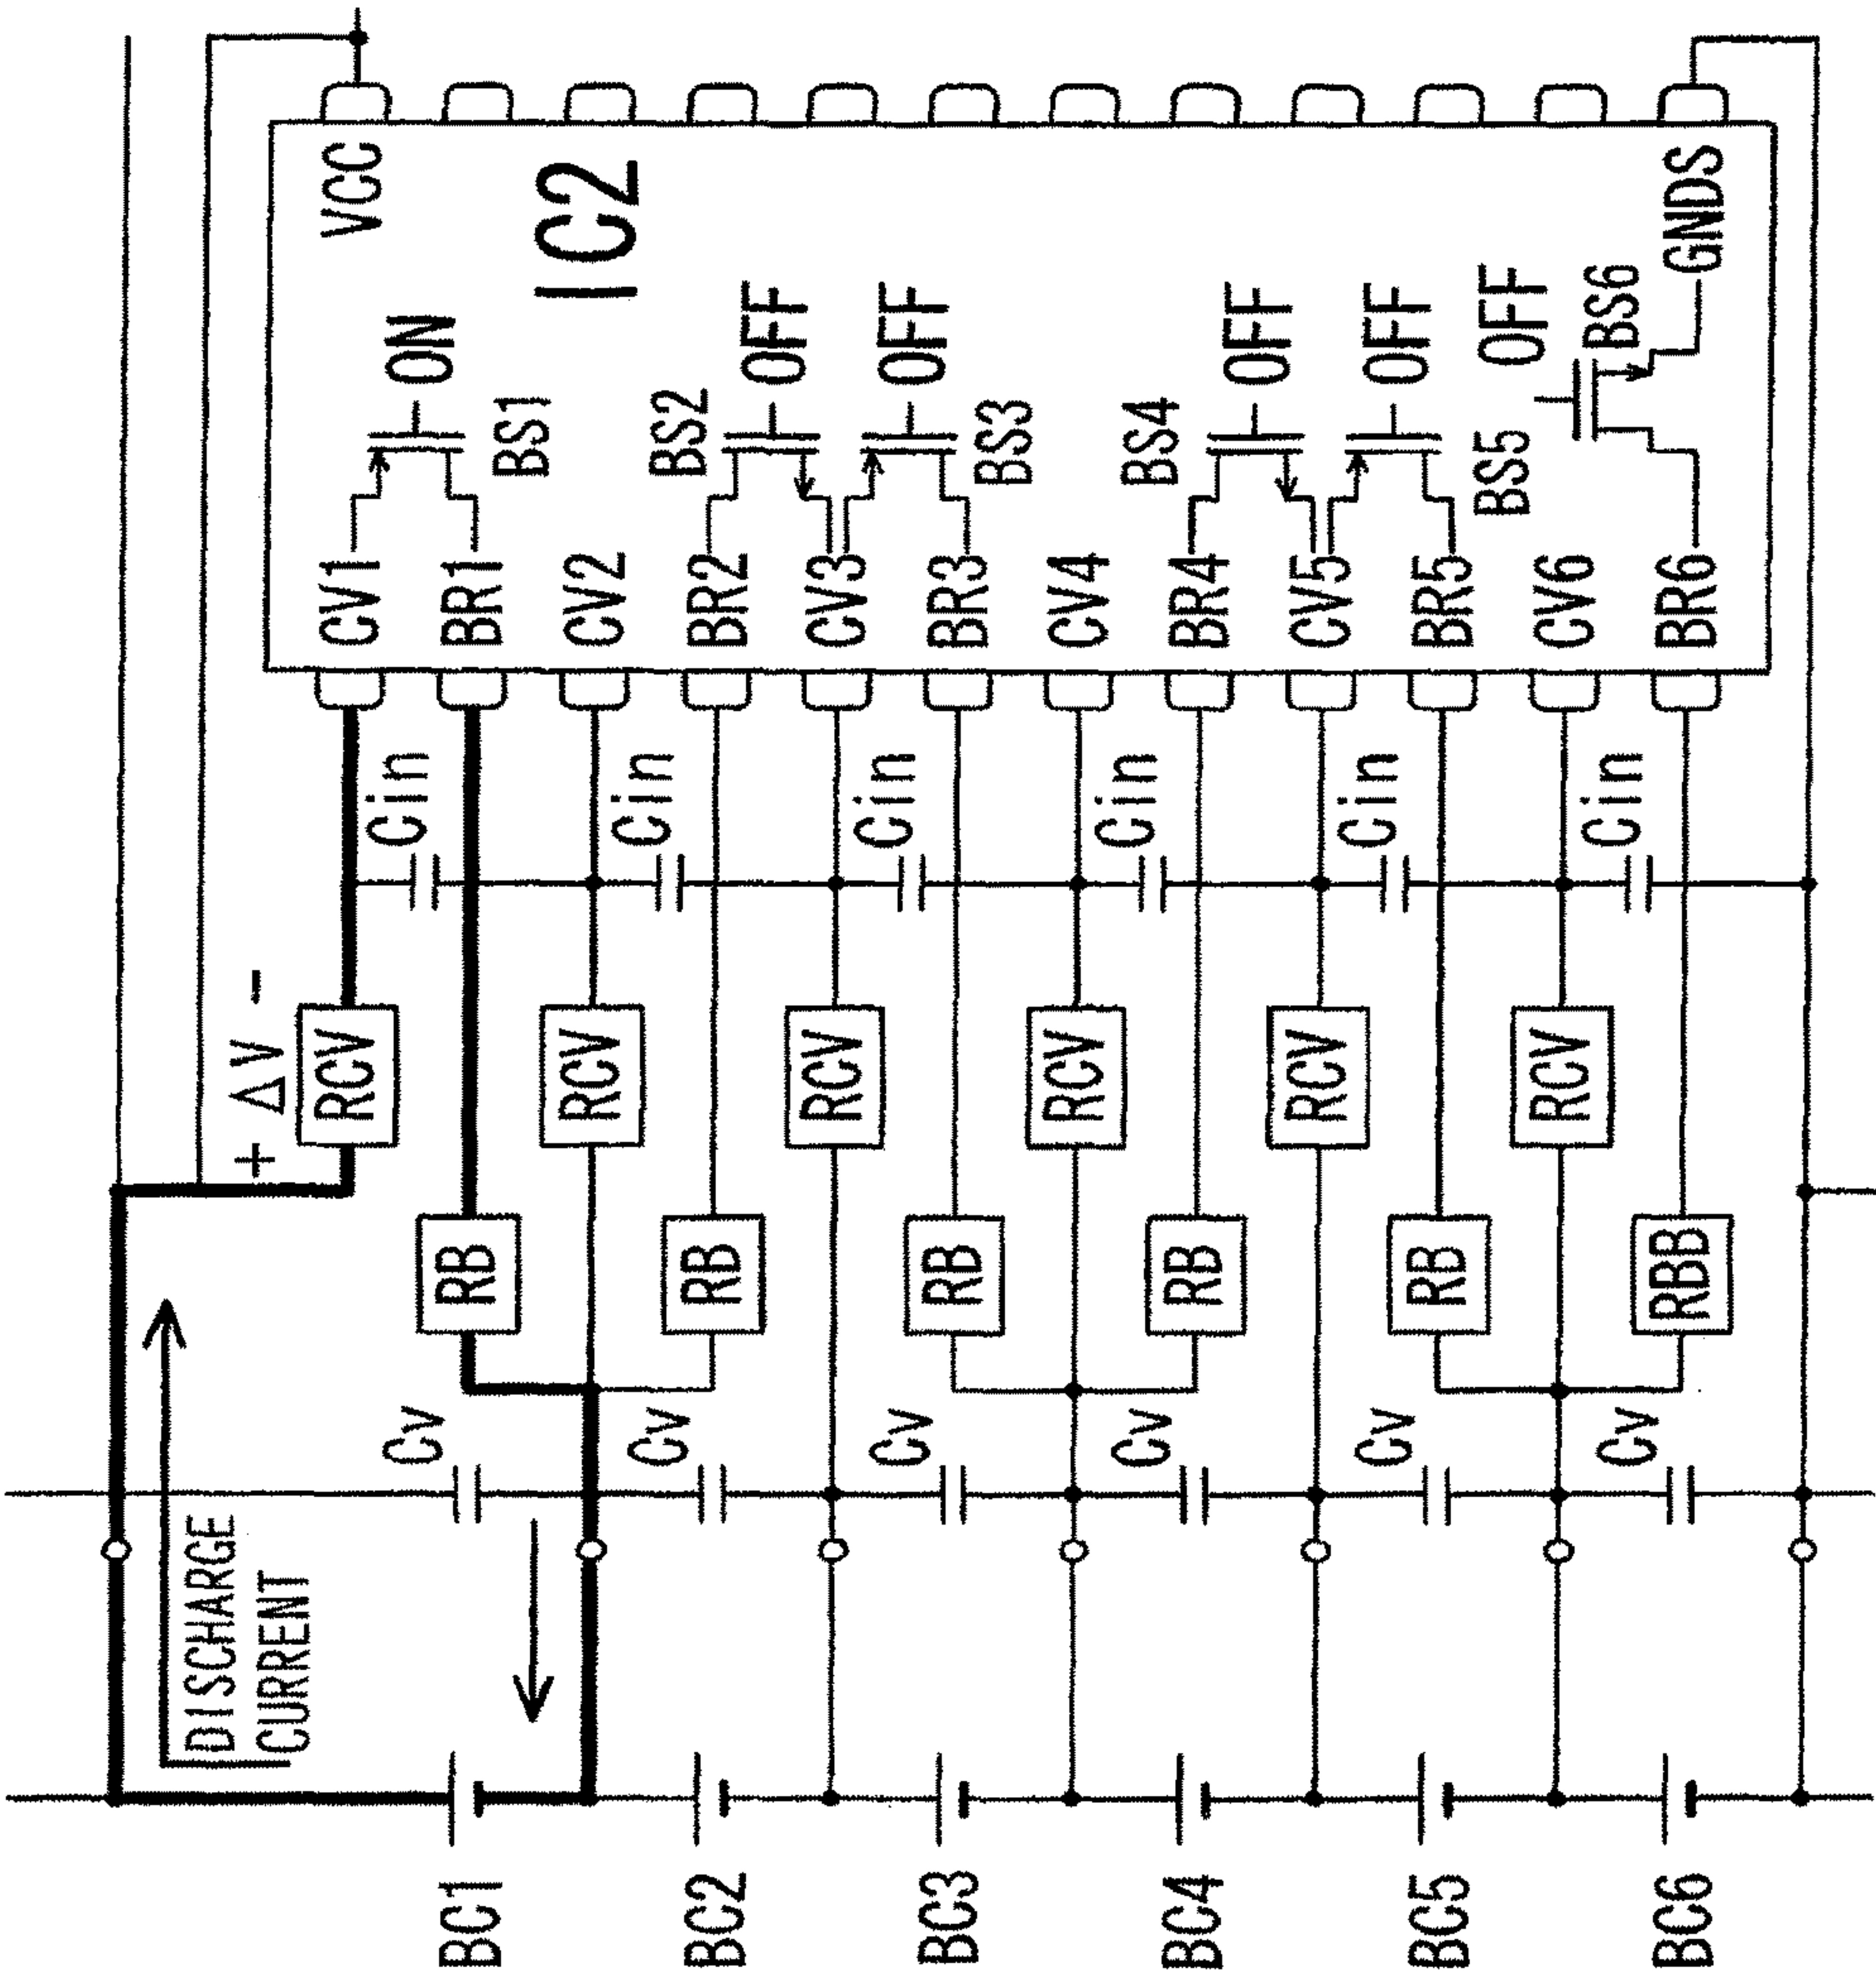 BC1
BC2
BC3
BC4
BC5
BC6
DISCHARGE
CURRENT
Cv
Cv
Cv
Cv
Cv
Cv
RB
RB
RB
RB
RB
RBB
+ ΔV -
RCV
RCV
RCV
RCV
RCV
RCV
Cin
Cin
Cin
Cin
Cin
Cin
CV1
BR1
CV2
BR2
CV3
BR3
CV4
BR4
CV5
BR5
CV6
BR6
BS1
BS2
BS3
BS4
BS5
BS6
ON
OFF
OFF
OFF
OFF
OFF
IC2
VCC
GNDS